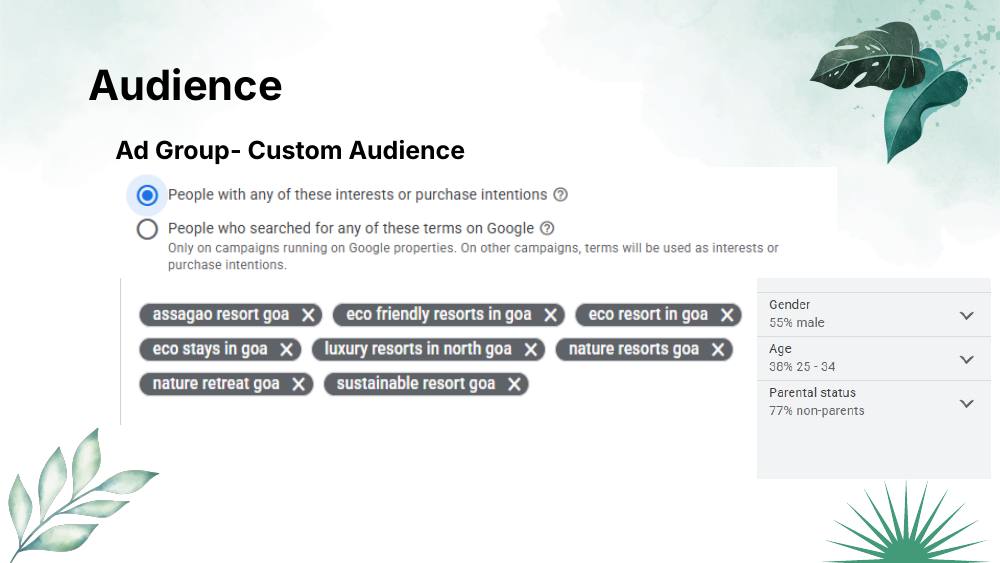 Audience
Ad Group- Custom Audience
People with any of these interests or purchase intentions
People who searched for any of these terms on Google
Only on campaigns running on Google properties. On other campaigns, terms will be used as interests or
purchase intentions.
assagao resort goa X eco friendly resorts in goa X eco resort in goa X
eco stays in goa X luxury resorts in north goa X nature resorts goa X
nature retreat goa X sustainable resort goa X
Gender
55% male
Age
38% 25 - 34
Parental status
77% non-parents